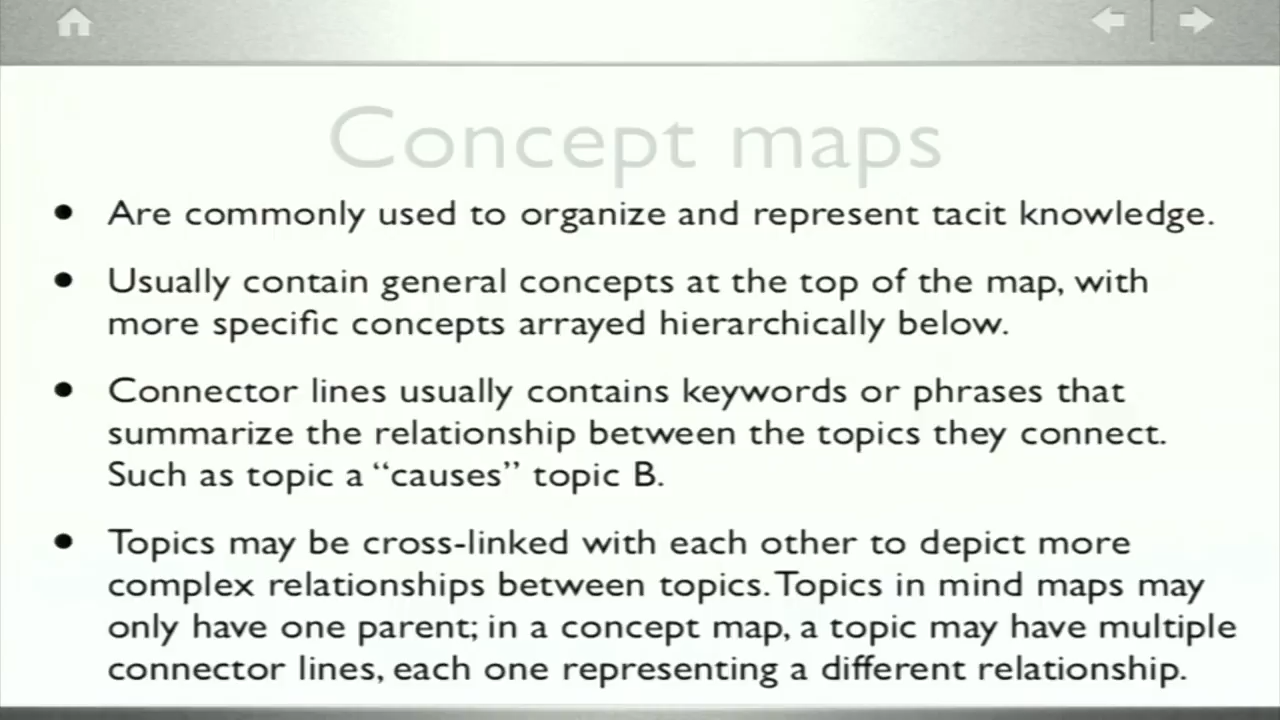 Concept maps
• Are commonly used to organize and represent tacit knowledge.
• Usually contain general concepts at the top of the map, with
more specific concepts arrayed hierarchically below.
• Connector lines usually contains keywords or phrases that
summarize the relationship between the topics they connect.
Such as topic a “causes” topic B.
• Topics may be cross-linked with each other to depict more
complex relationships between topics. Topics in mind maps may
only have one parent; in a concept map, a topic may have multiple
connector lines, each one representing a different relationship.